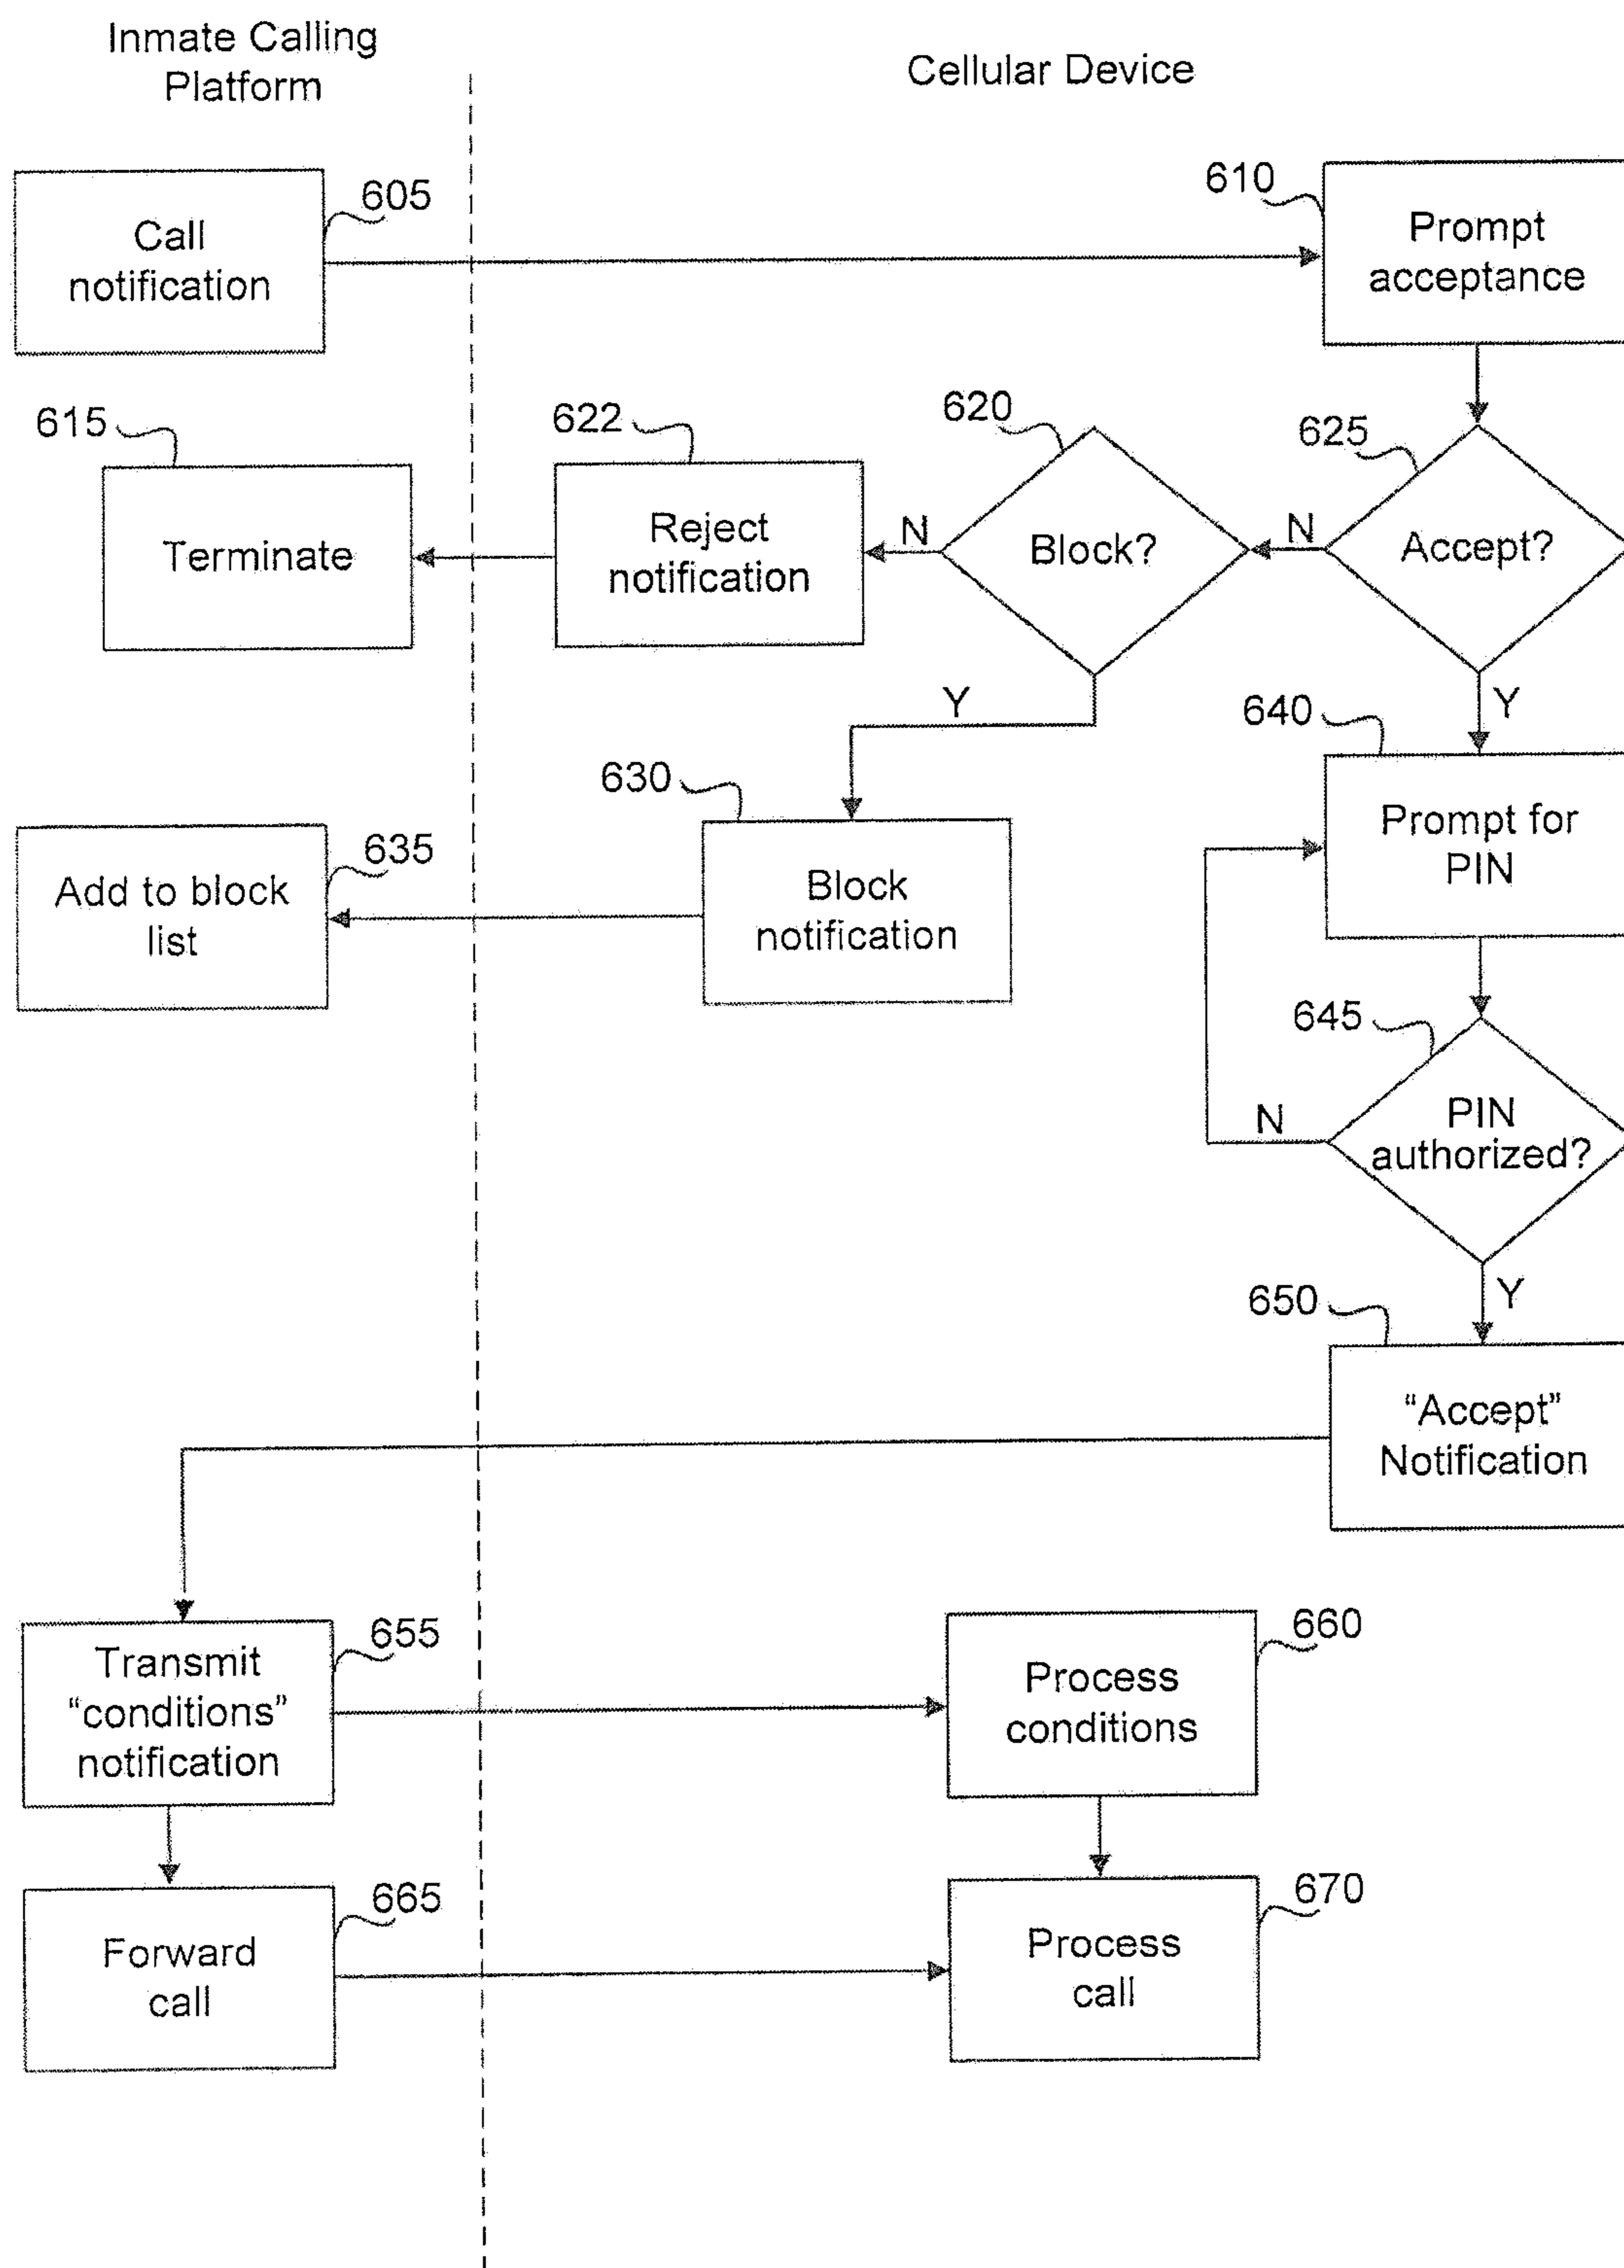 Inmate Calling
Platform
Cellular Device
605
Call
notification
610
Prompt
acceptance
615
Terminate
622
Reject
notification
N
620
Block?
N
625
Accept?
Y
Y
630
Block
notification
635
Add to block
list
640
Prompt for
PIN
645
PIN
authorized?
N
Y
650
“Accept”
Notification
655
Transmit
“conditions”
notification
660
Process
conditions
665
Forward
call
670
Process
call